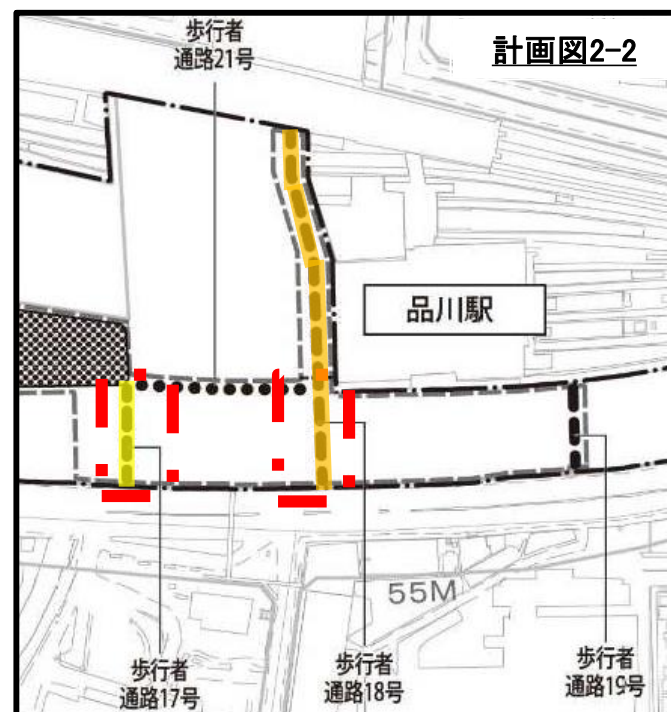 歩行者
通路21号
計画図2-2
品川駅
55M
歩行者
通路17号
歩行者
通路18号
歩行者
通路19号